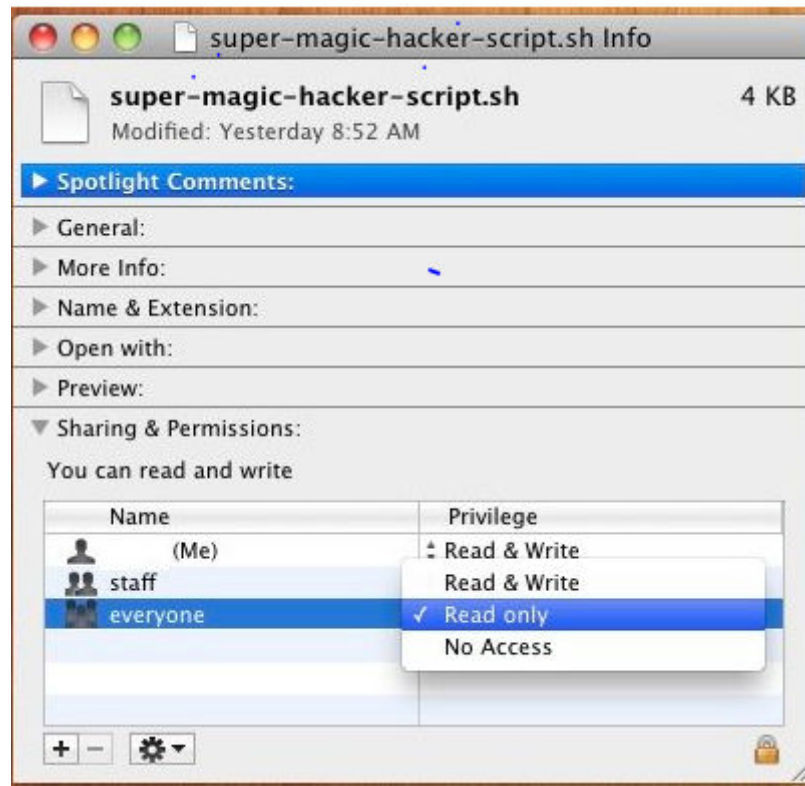 super-magic-hacker-script.sh Info
super-magic-hacker-script.sh 4 KB
Modified: Yesterday 8:52 AM
Spotlight Comments:
General:
More Info:
Name & Extension:
Open with:
Preview:
Sharing & Permissions:
You can read and write
Name Privilege
(Me) Read & Write
staff Read & Write
everyone ✓ Read only
No Access